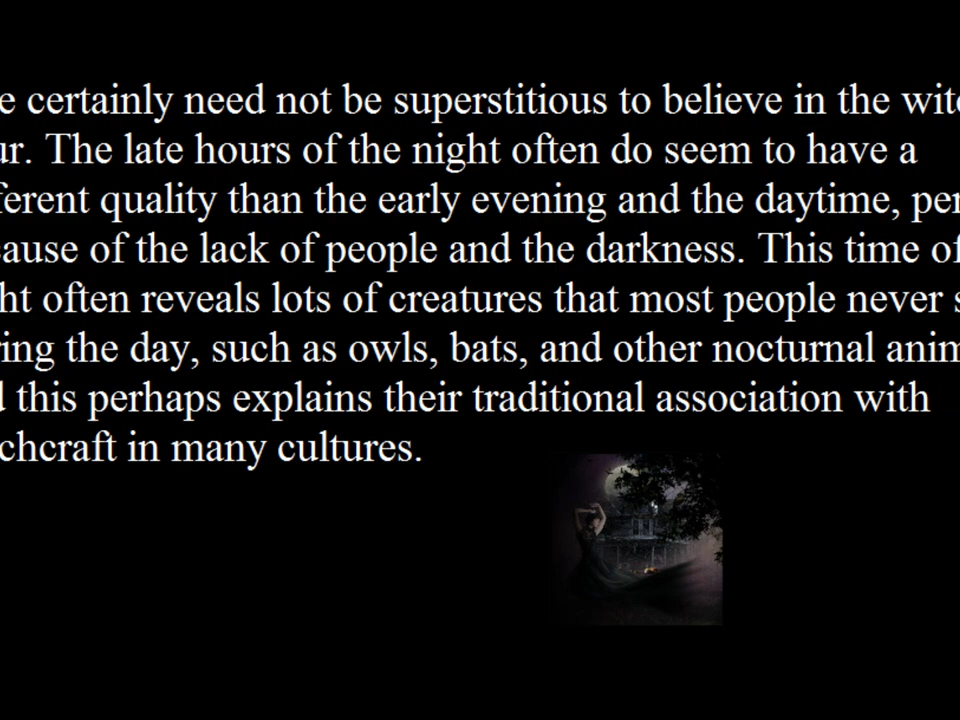 e certainly need not be superstitious to believe in the witc
ur. The late hours of the night often do seem to have a
ferent quality than the early evening and the daytime, per
ause of the lack of people and the darkness. This time of
ht often reveals lots of creatures that most people never s
ring the day, such as owls, bats, and other nocturnal anim
d this perhaps explains their traditional association with
chcraft in many cultures.